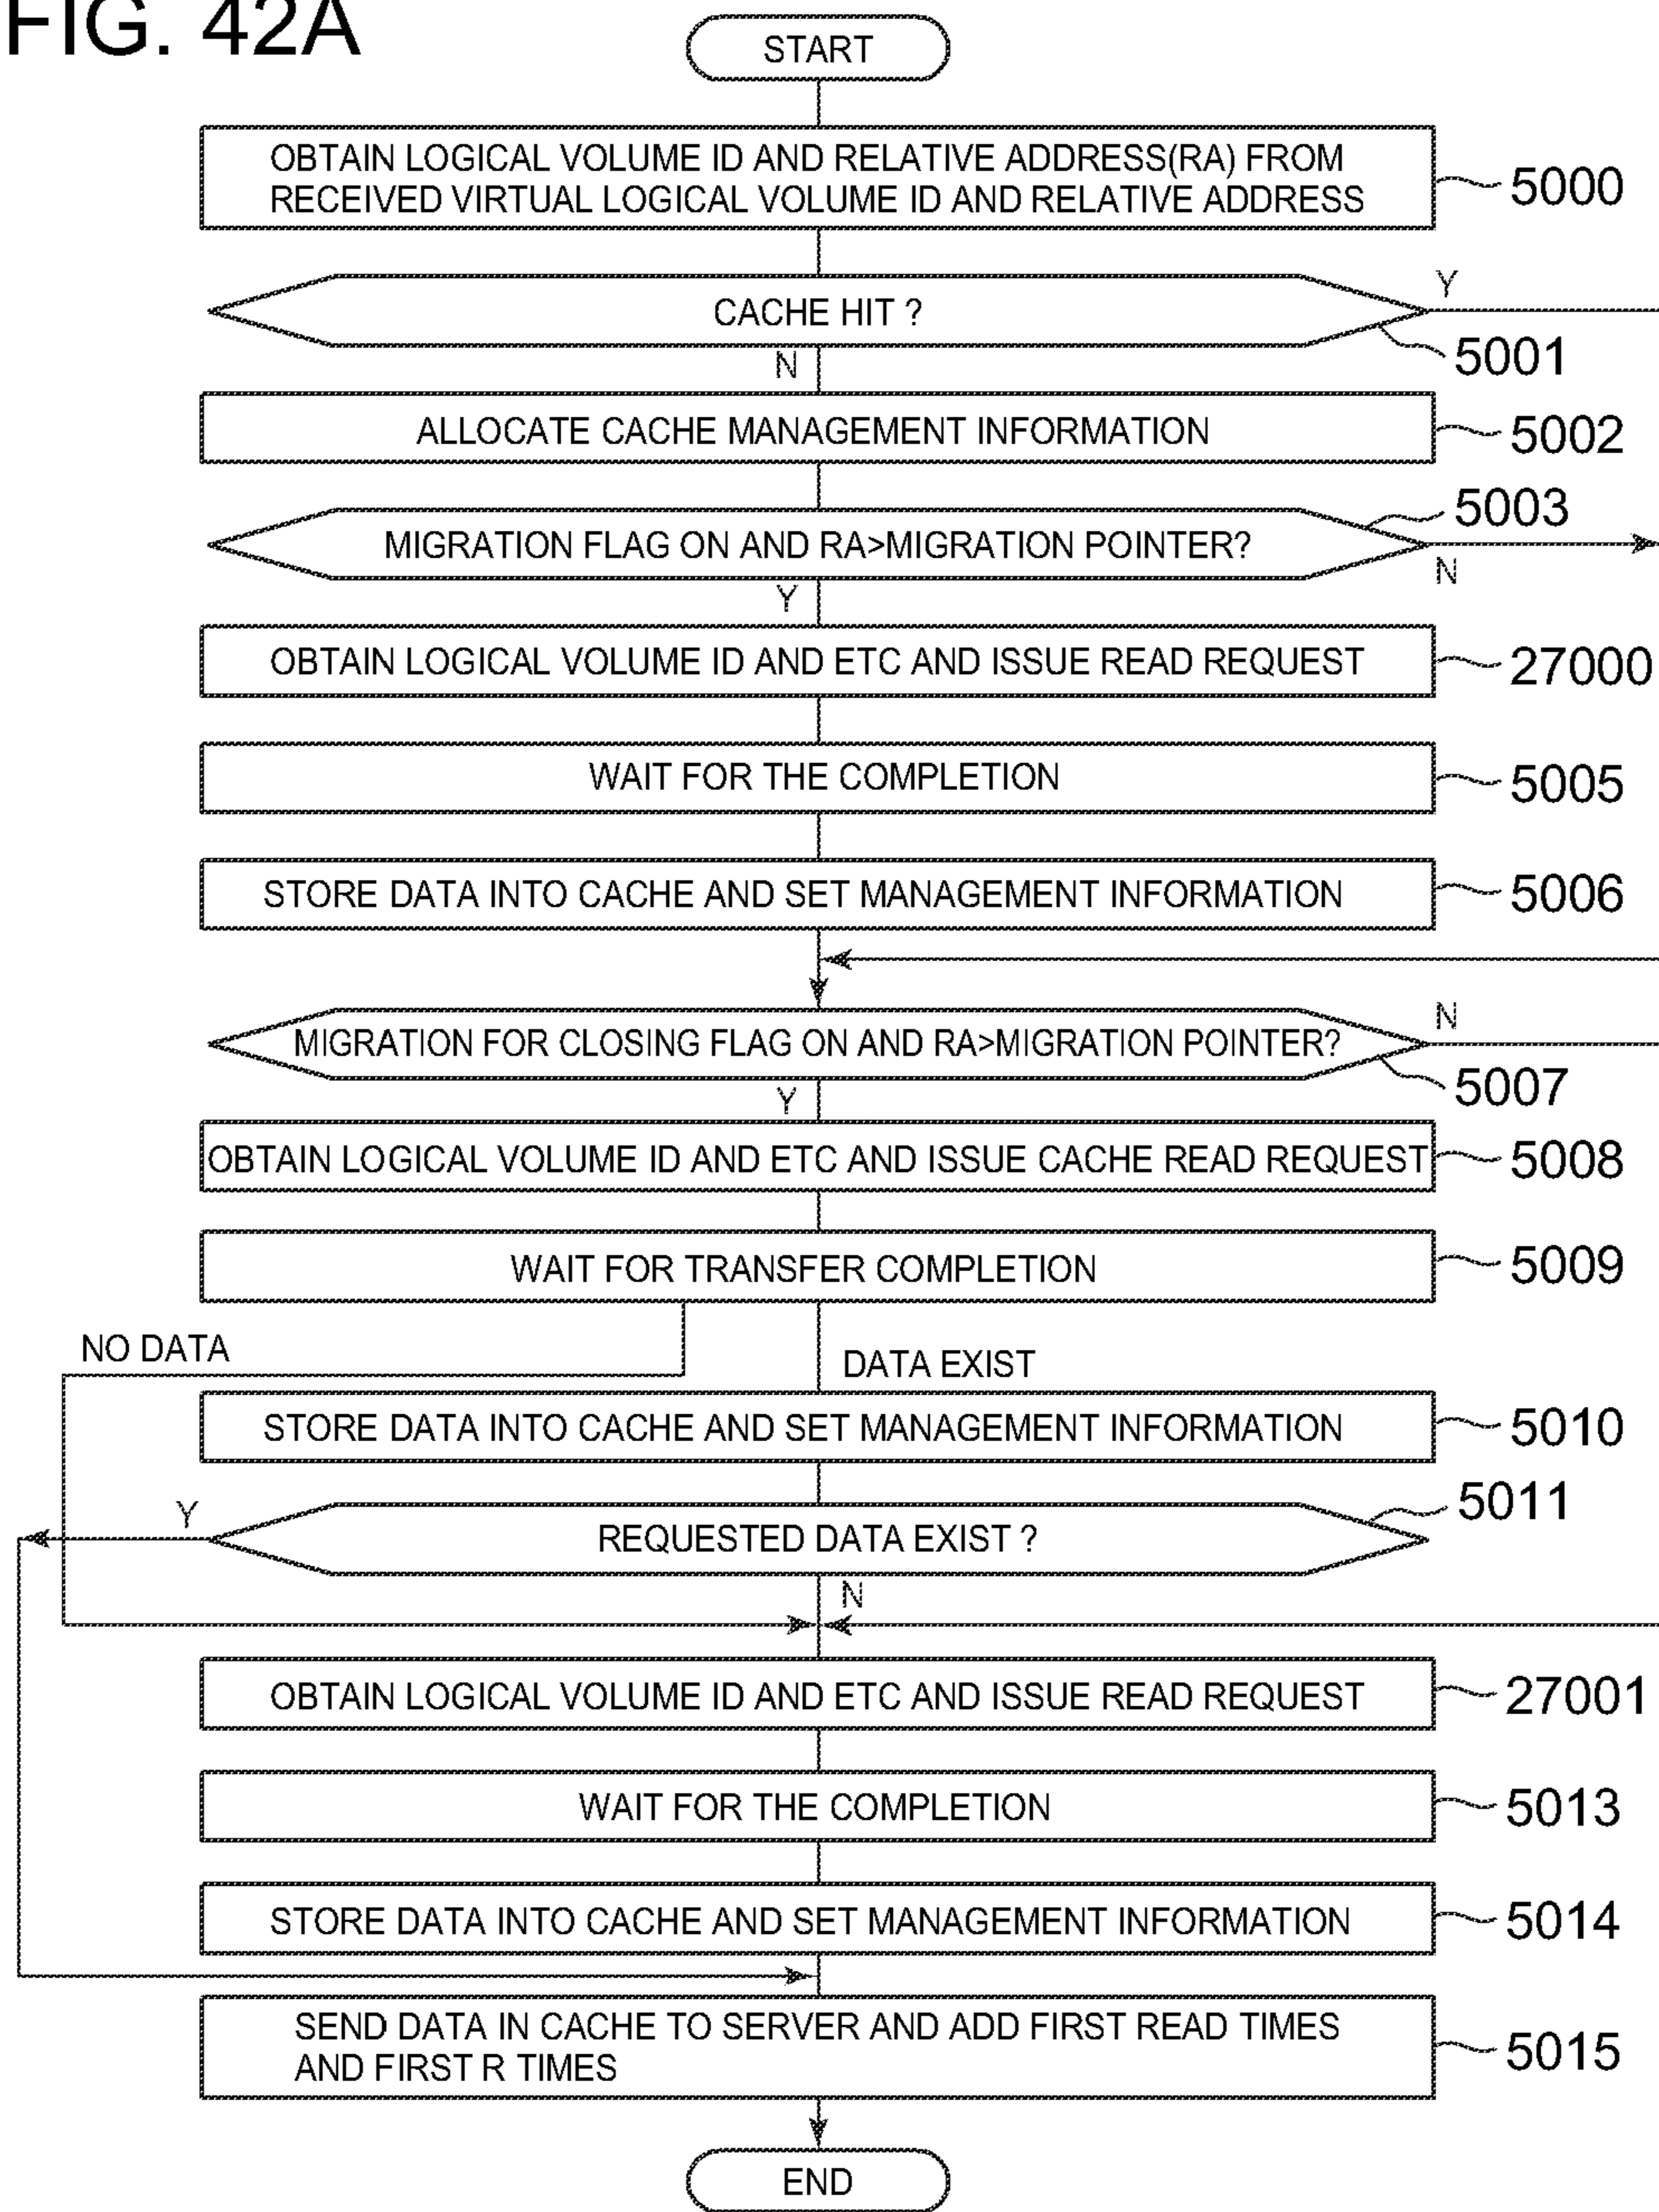 FIG. 42A
START
OBTAIN LOGICAL VOLUME ID AND RELATIVE ADDRESS(RA) FROM
RECEIVED VIRTUAL LOGICAL VOLUME ID AND RELATIVE ADDRESS
5000
CACHE HIT ?
Y
5001
N
ALLOCATE CACHE MANAGEMENT INFORMATION
5002
5003
MIGRATION FLAG ON AND RA>MIGRATION POINTER?
N
Y
OBTAIN LOGICAL VOLUME ID AND ETC AND ISSUE READ REQUEST
27000
WAIT FOR THE COMPLETION
5005
STORE DATA INTO CACHE AND SET MANAGEMENT INFORMATION
5006
MIGRATION FOR CLOSING FLAG ON AND RA>MIGRATION POINTER?
N
5007
Y
OBTAIN LOGICAL VOLUME ID AND ETC AND ISSUE CACHE READ REQUEST
5008
WAIT FOR TRANSFER COMPLETION
5009
NO DATA
DATA EXIST
STORE DATA INTO CACHE AND SET MANAGEMENT INFORMATION
5010
5011
Y
REQUESTED DATA EXIST ?
N
OBTAIN LOGICAL VOLUME ID AND ETC AND ISSUE READ REQUEST
27001
WAIT FOR THE COMPLETION
5013
STORE DATA INTO CACHE AND SET MANAGEMENT INFORMATION
5014
SEND DATA IN CACHE TO SERVER AND ADD FIRST READ TIMES
AND FIRST R TIMES
5015
END